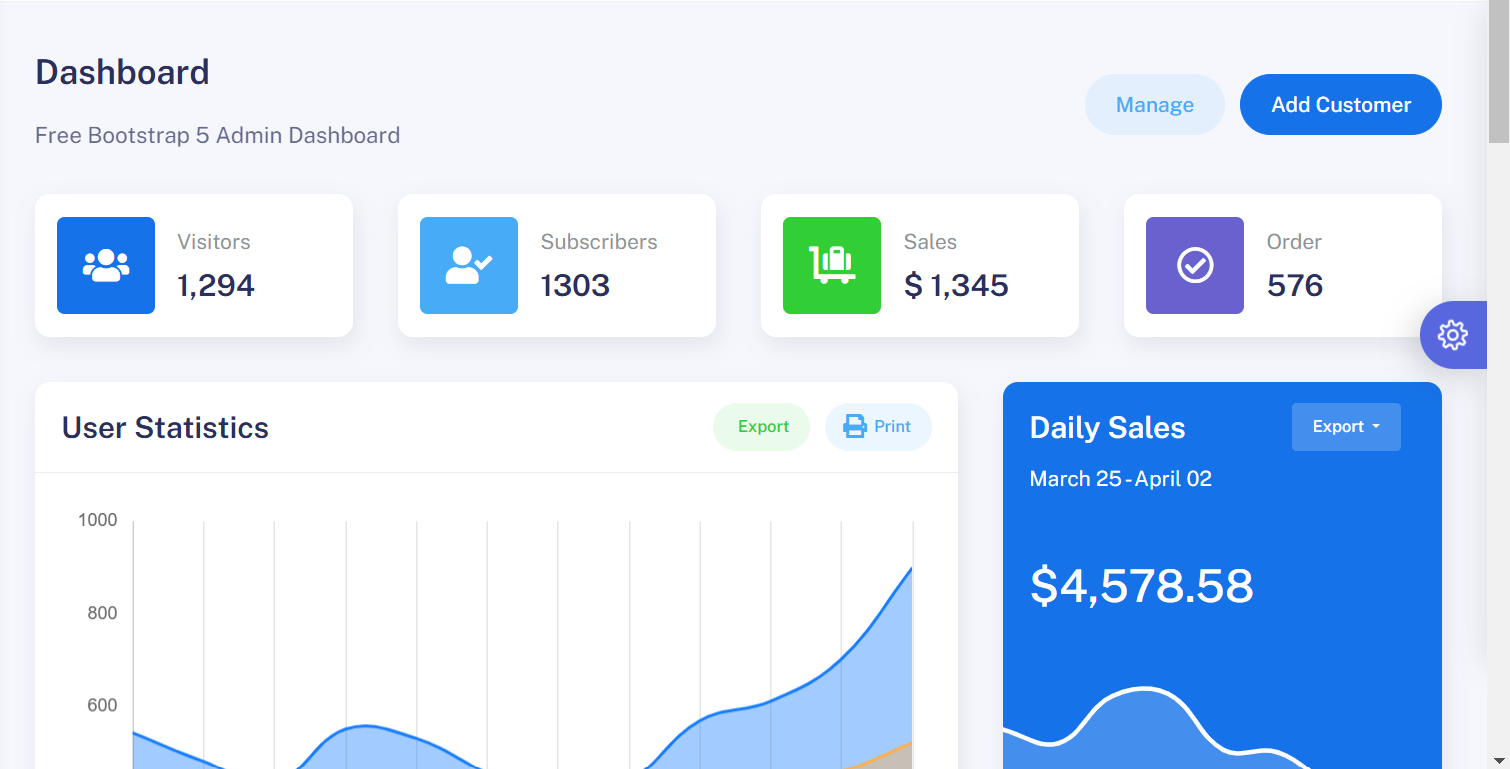 Dashboard
Free Bootstrap 5 Admin Dashboard
Manage
Add Customer
Visitors
1,294
Subscribers
1303
Sales
$ 1,345
Order
576
User Statistics
Export
Print
1000
800
600
Daily Sales
Export
March 25 - April 02
$4,578.58